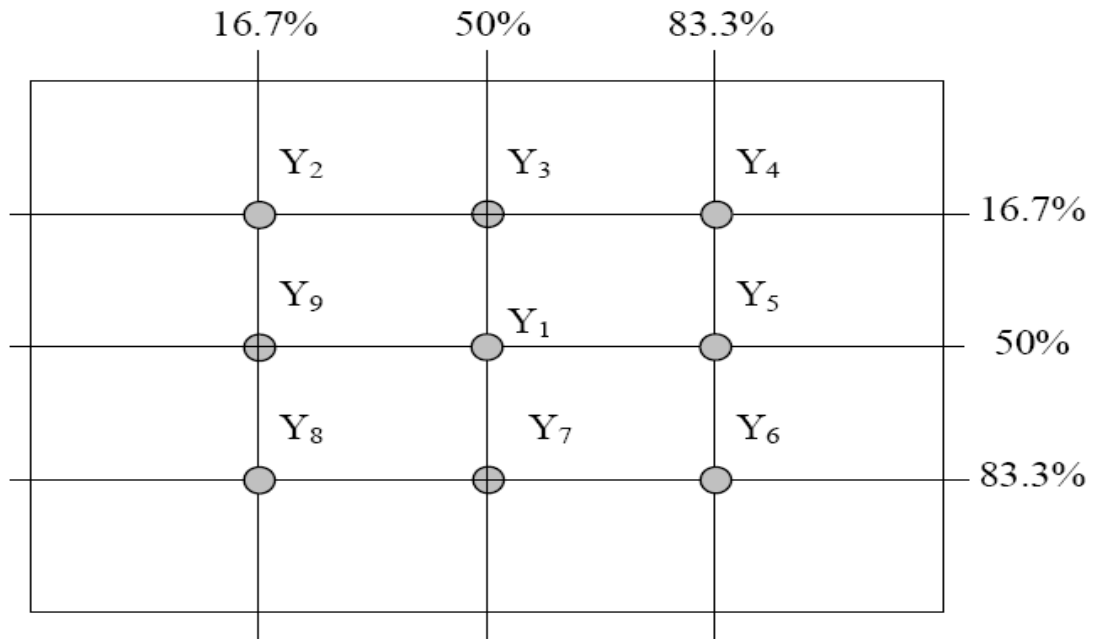 16.7% 50% 83.3%
Y₂ Y₃ Y₄
16.7%
Y₉ Y₁ Y₅
50%
Y₈ Y₇ Y₆
83.3%